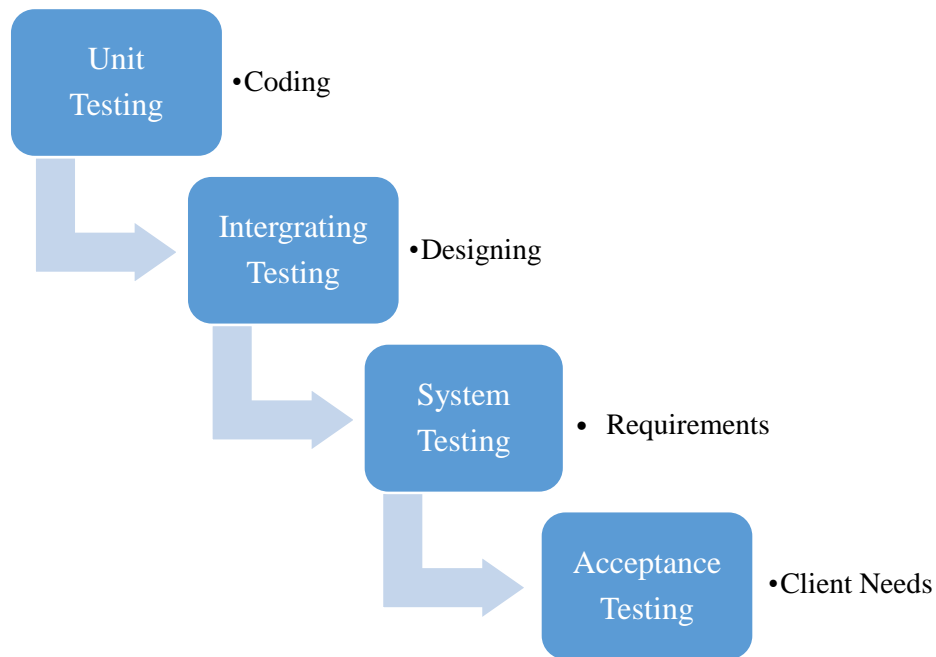 Unit
Testing
•Coding
Intergrating
Testing
•Designing
System
Testing
• Requirements
Acceptance
Testing
•Client Needs